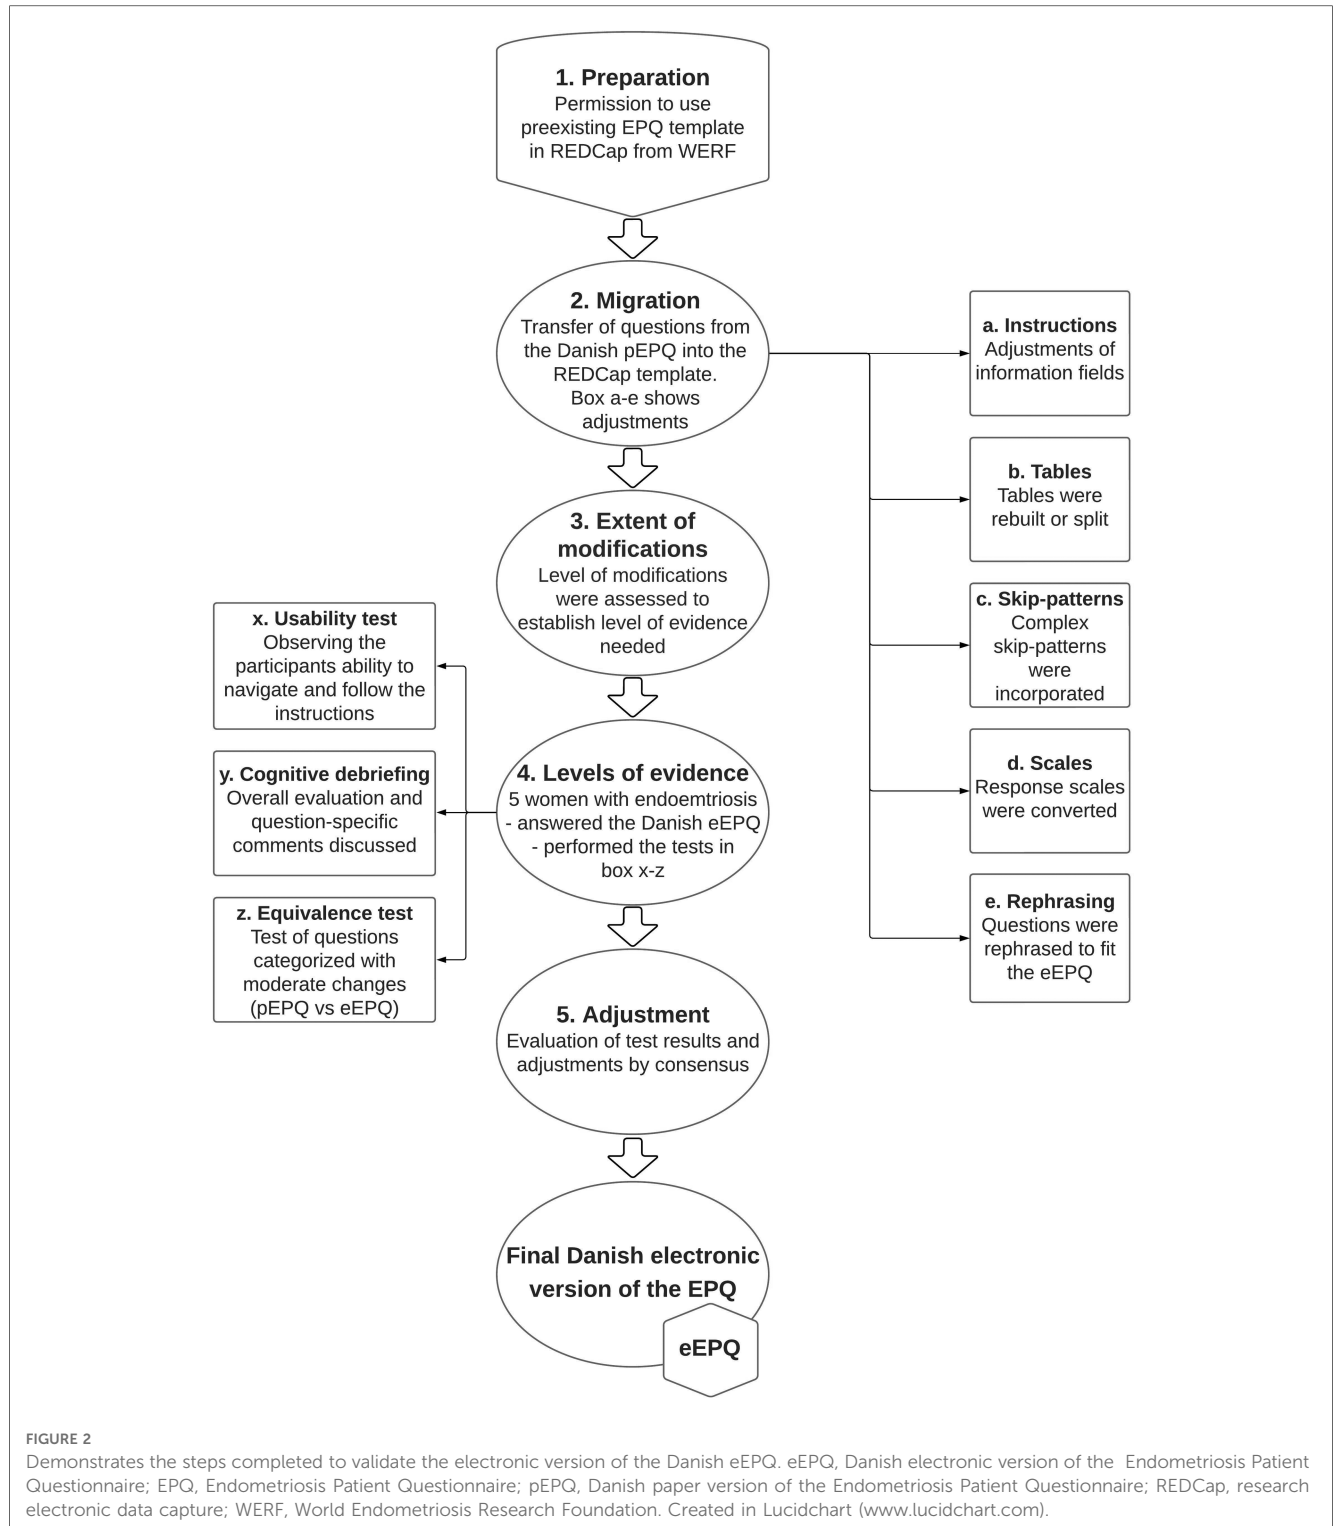 1. Preparation
Permission to use
preexisting EPQ template
in REDCap from WERF
2. Migration
Transfer of questions from
the Danish pEPQ into the
REDCap template.
Box a-e shows
adjustments
a. Instructions
Adjustments of
information fields
b. Tables
Tables were
rebuilt or split
c. Skip-patterns
Complex
skip-patterns
were
incorporated
d. Scales
Response scales
were converted
e. Rephrasing
Questions were
rephrased to fit
the eEPQ
3. Extent of
modifications
Level of modifications
were assessed to
establish level of evidence
needed
4. Levels of evidence
5 women with endoemtriosis
- answered the Danish eEPQ
- performed the tests in
box x-z
x. Usability test
Observing the
participants ability to
navigate and follow the
instructions
y. Cognitive debriefing
Overall evaluation and
question-specific
comments discussed
z. Equivalence test
Test of questions
categorized with
moderate changes
(pEPQ vs eEPQ)
5. Adjustment
Evaluation of test results and
adjustments by consensus
Final Danish electronic
version of the EPQ
eEPQ
FIGURE 2
Demonstrates the steps completed to validate the electronic version of the Danish eEPQ. eEPQ, Danish electronic version of the Endometriosis Patient
Questionnaire; EPQ, Endometriosis Patient Questionnaire; pEPQ, Danish paper version of the Endometriosis Patient Questionnaire; REDCap, research
electronic data capture; WERF, World Endometriosis Research Foundation. Created in Lucidchart (www.lucidchart.com).